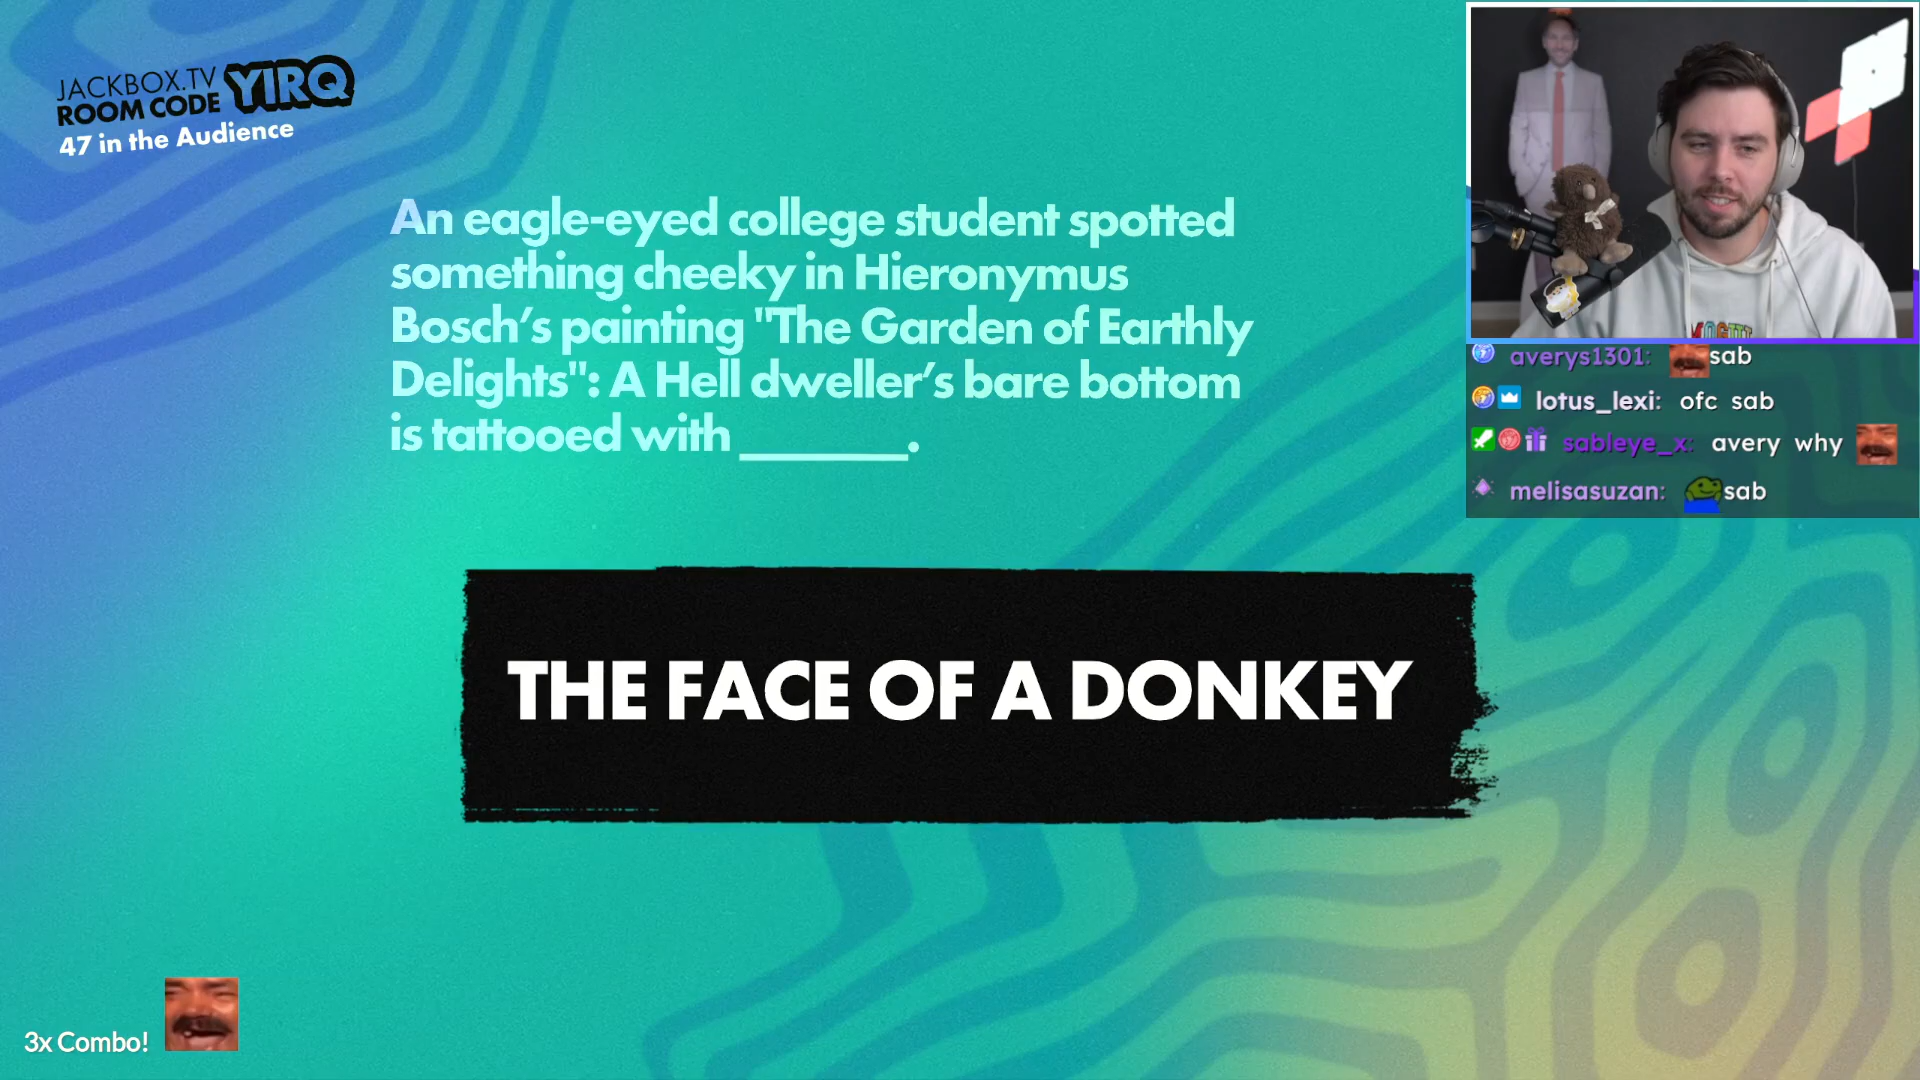 JACKBOX.TV
ROOM CODE YIRQ
47 in the Audience
An eagle-eyed college student spotted
something cheeky in Hieronymus
Bosch’s painting "The Garden of Earthly
Delights": A Hell dweller’s bare bottom
is tattooed with ______.
THE FACE OF A DONKEY
averys1301: sab
lotus_lexi: ofc sab
sableye_x: avery why
melisasuzan: sab
3x Combo!